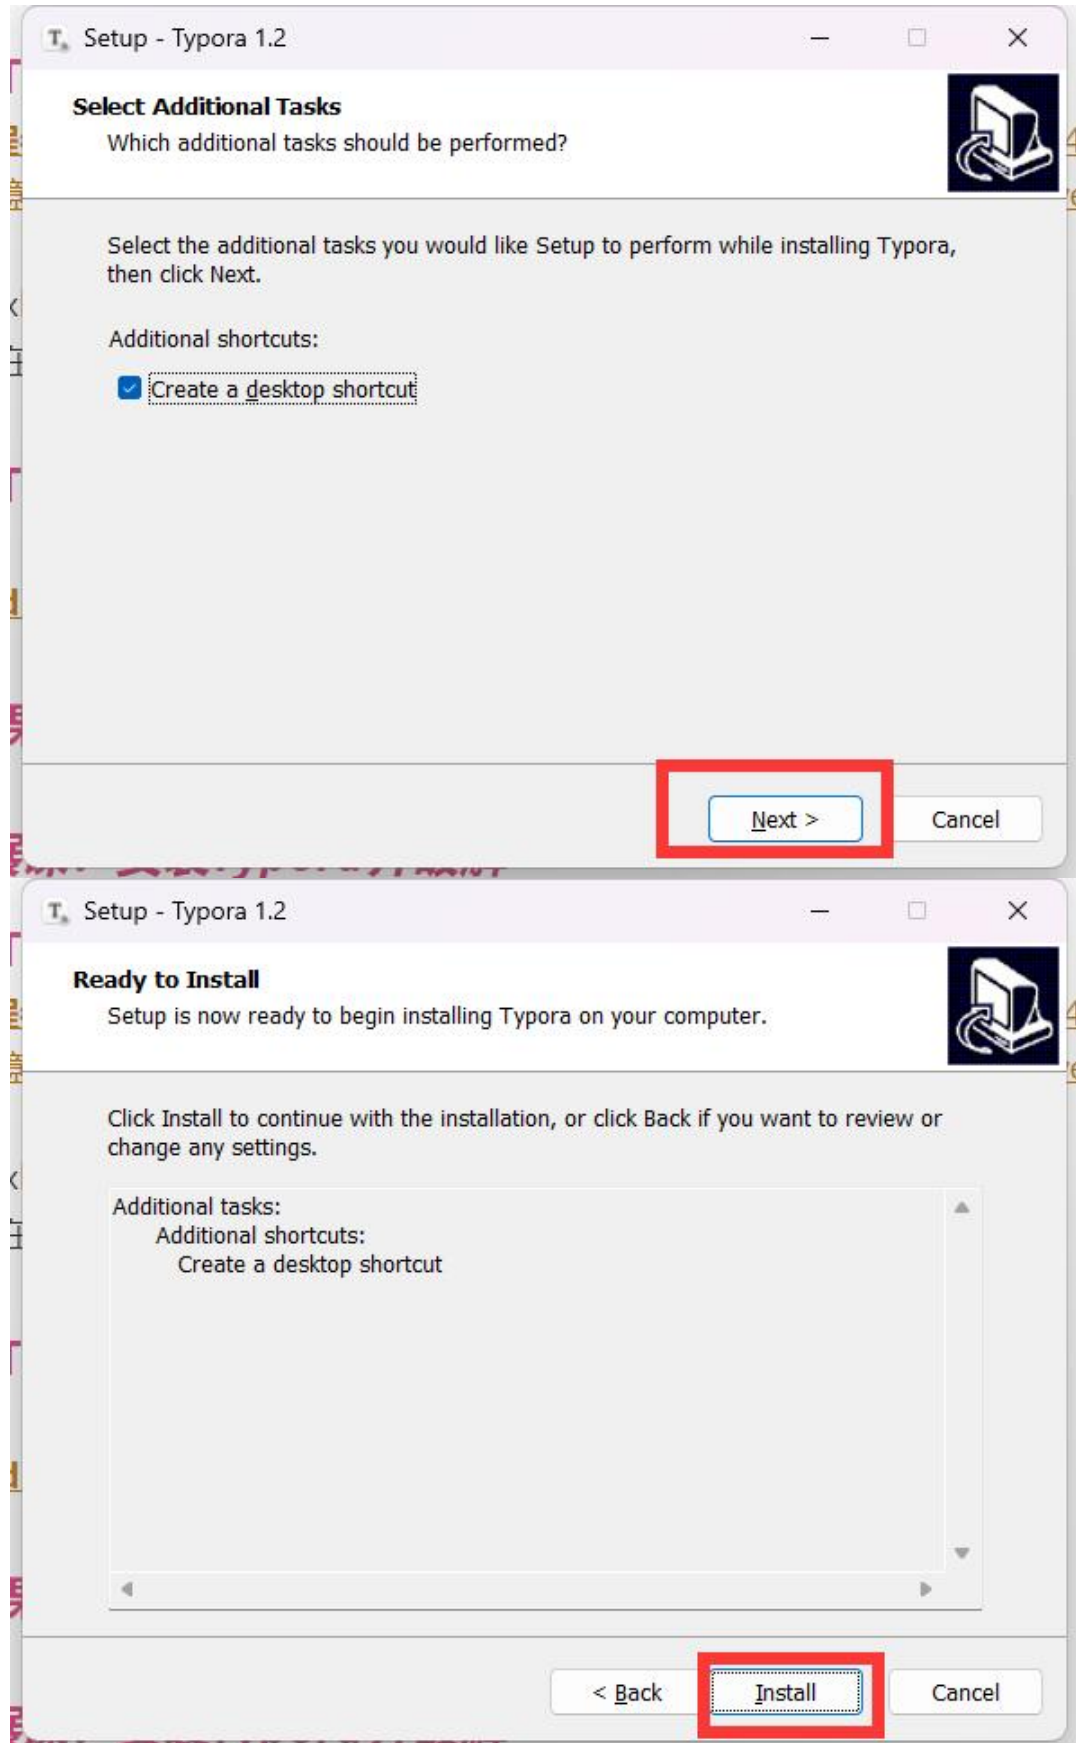 Setup - Typora 1.2
Select Additional Tasks
Which additional tasks should be performed?
Select the additional tasks you would like Setup to perform while installing Typora,
then click Next.
Additional shortcuts:
Create a desktop shortcut
Next >
Cancel
Setup - Typora 1.2
Ready to Install
Setup is now ready to begin installing Typora on your computer.
Click Install to continue with the installation, or click Back if you want to review or
change any settings.
Additional tasks:
Additional shortcuts:
Create a desktop shortcut
< Back
Install
Cancel